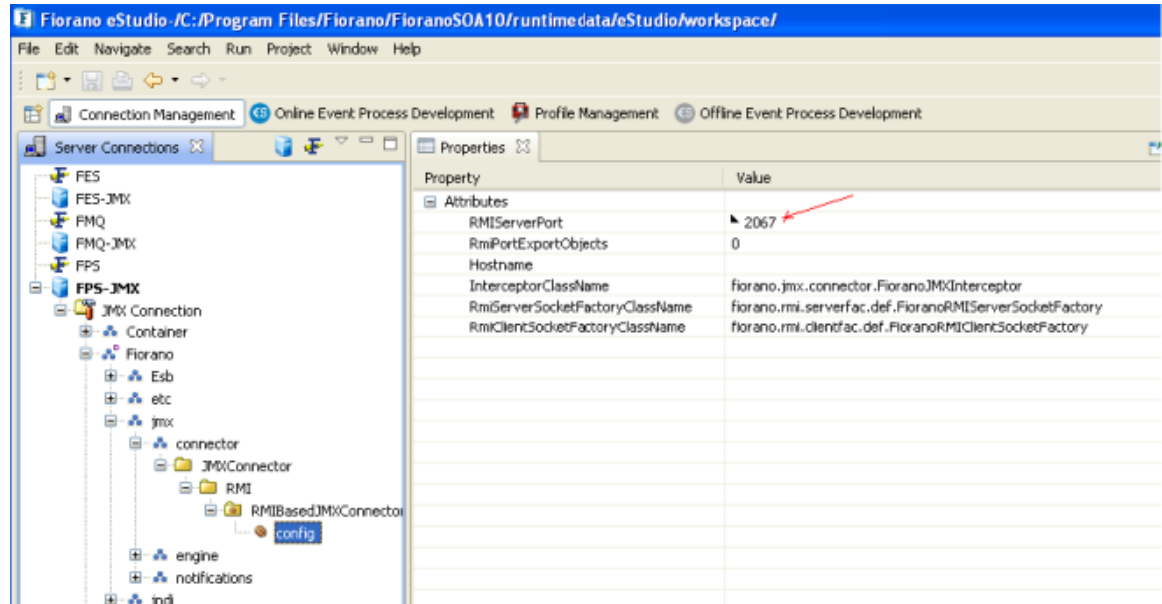 Fiorano eStudio-/C:/Program Files/Fiorano/FioranoSOA10/runtimedata/eStudio/workspace/
File Edit Navigate Search Run Project Window Help
Connection Management Online Event Process Development Profile Management Offline Event Process Development
Server Connections
FES
FES-JMX
FMQ
FMQ-JMX
FPS
FPS-JMX
JMX Connection
Container
Fiorano
Esb
etc
jmx
connector
JMXConnector
RMI
RMIBasedJMXConnector
config
engine
notifications
jndi
Properties
Property Value
Attributes
RMIServerPort 2067
RmiPortExportObjects 0
Hostname
InterceptorClassName fiorano.jmx.connector.FioranoJMXInterceptor
RmiServerSocketFactoryClassName fiorano.rmi.serverfac.def.FioranoRMIServerSocketFactory
RmiClientSocketFactoryClassName fiorano.rmi.clientfac.def.FioranoRMIClientSocketFactory